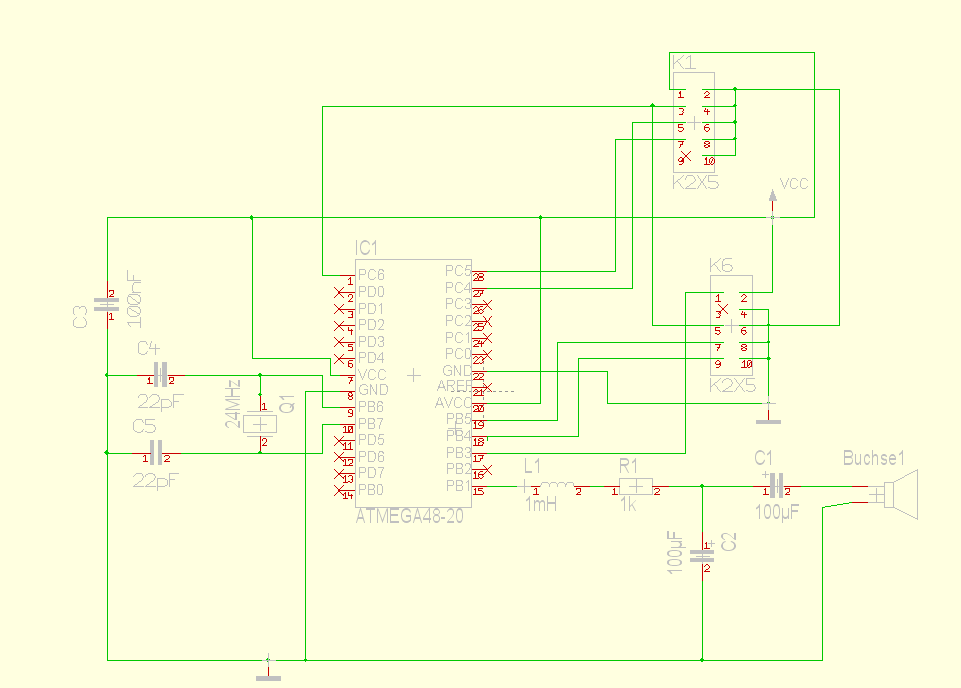 K1
1 2
3 4
5 6
7 8
9 10
K2X5
VCC
K6
1 2
3 4
5 6
7 8
9 10
K2X5
IC1
1 PC6 PC5 28
2 PD0 PC4 27
3 PD1 PC3 26
4 PD2 PC2 25
5 PD3 PC1 24
6 PD4 PC0 23
7 VCC GND 22
8 GND AREF 21
9 PB6 AVCC 20
10 PB7 PB5 19
11 PD5 PB4 18
12 PD6 PB3 17
13 PD7 PB2 16
14 PB0 PB1 15
ATMEGA48-20
C3
2
1
100nF
C4
1 2
22pF
C5
1 2
22pF
24MHz
1
2
Q1
L1
1 2
1mH
R1
1 2
1k
C1
+
1 2
100µF
Buchse1
100µF
1 +
2
C2